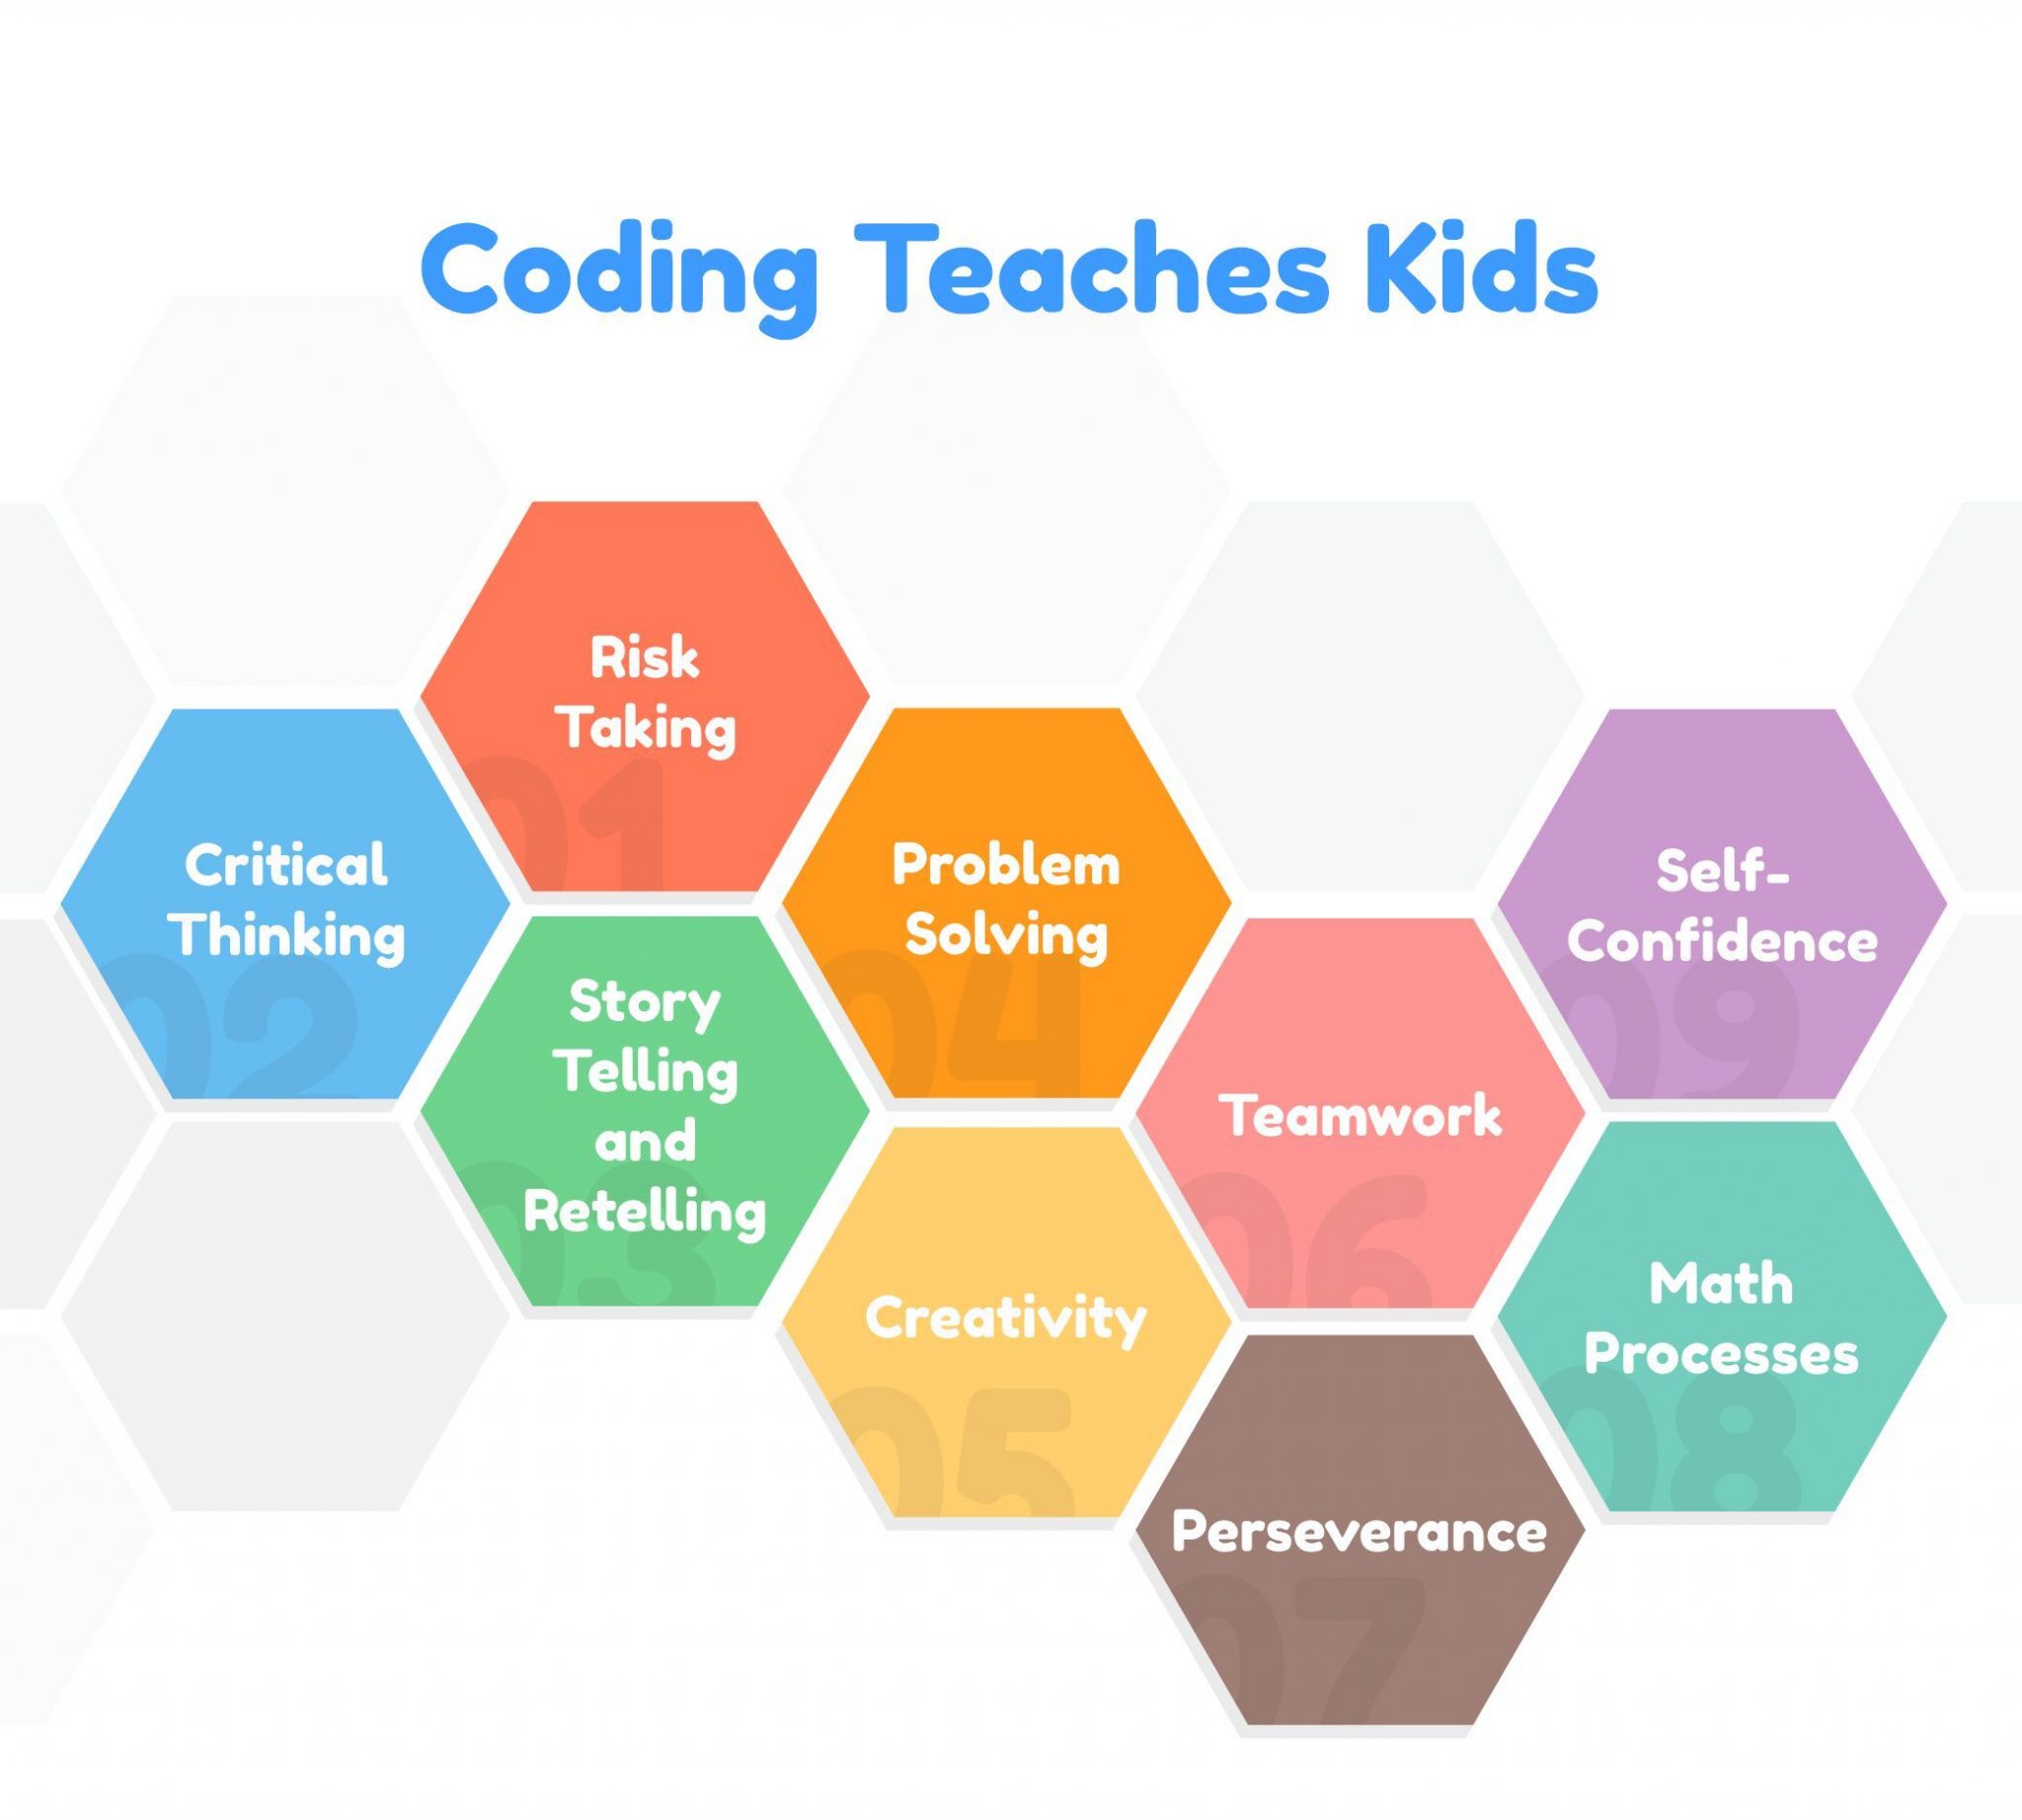 Coding Teaches Kids
Risk
Taking
01
Critical
Thinking
02
Story
Telling
and
Retelling
03
Problem
Solving
04
Creativity
05
Teamwork
06
Perseverance
07
Math
Processes
08
Self-
Confidence
09